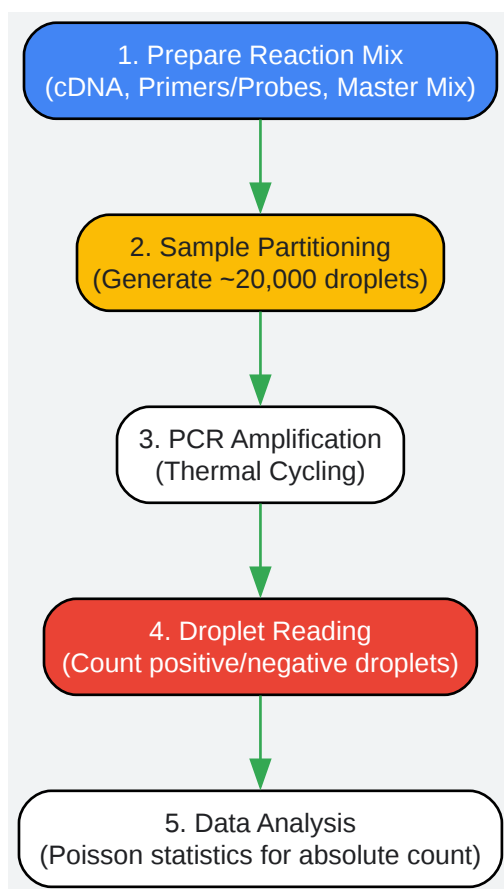 1. Prepare Reaction Mix
(cDNA, Primers/Probes, Master Mix)
2. Sample Partitioning
(Generate ~20,000 droplets)
3. PCR Amplification
(Thermal Cycling)
4. Droplet Reading
(Count positive/negative droplets)
5. Data Analysis
(Poisson statistics for absolute count)